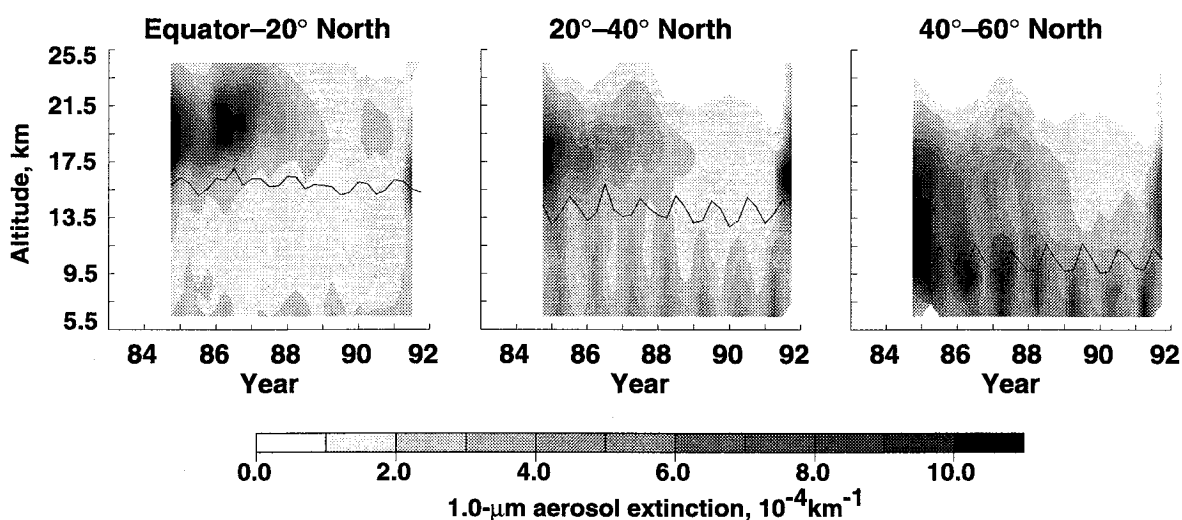 Equator–20° North
20°–40° North
40°–60° North
Altitude, km
25.5
21.5
17.5
13.5
9.5
5.5
84 86 88 90 92
84 86 88 90 92
84 86 88 90 92
Year
Year
Year
0.0 2.0 4.0 6.0 8.0 10.0
1.0-μm aerosol extinction, 10⁻⁴km⁻¹